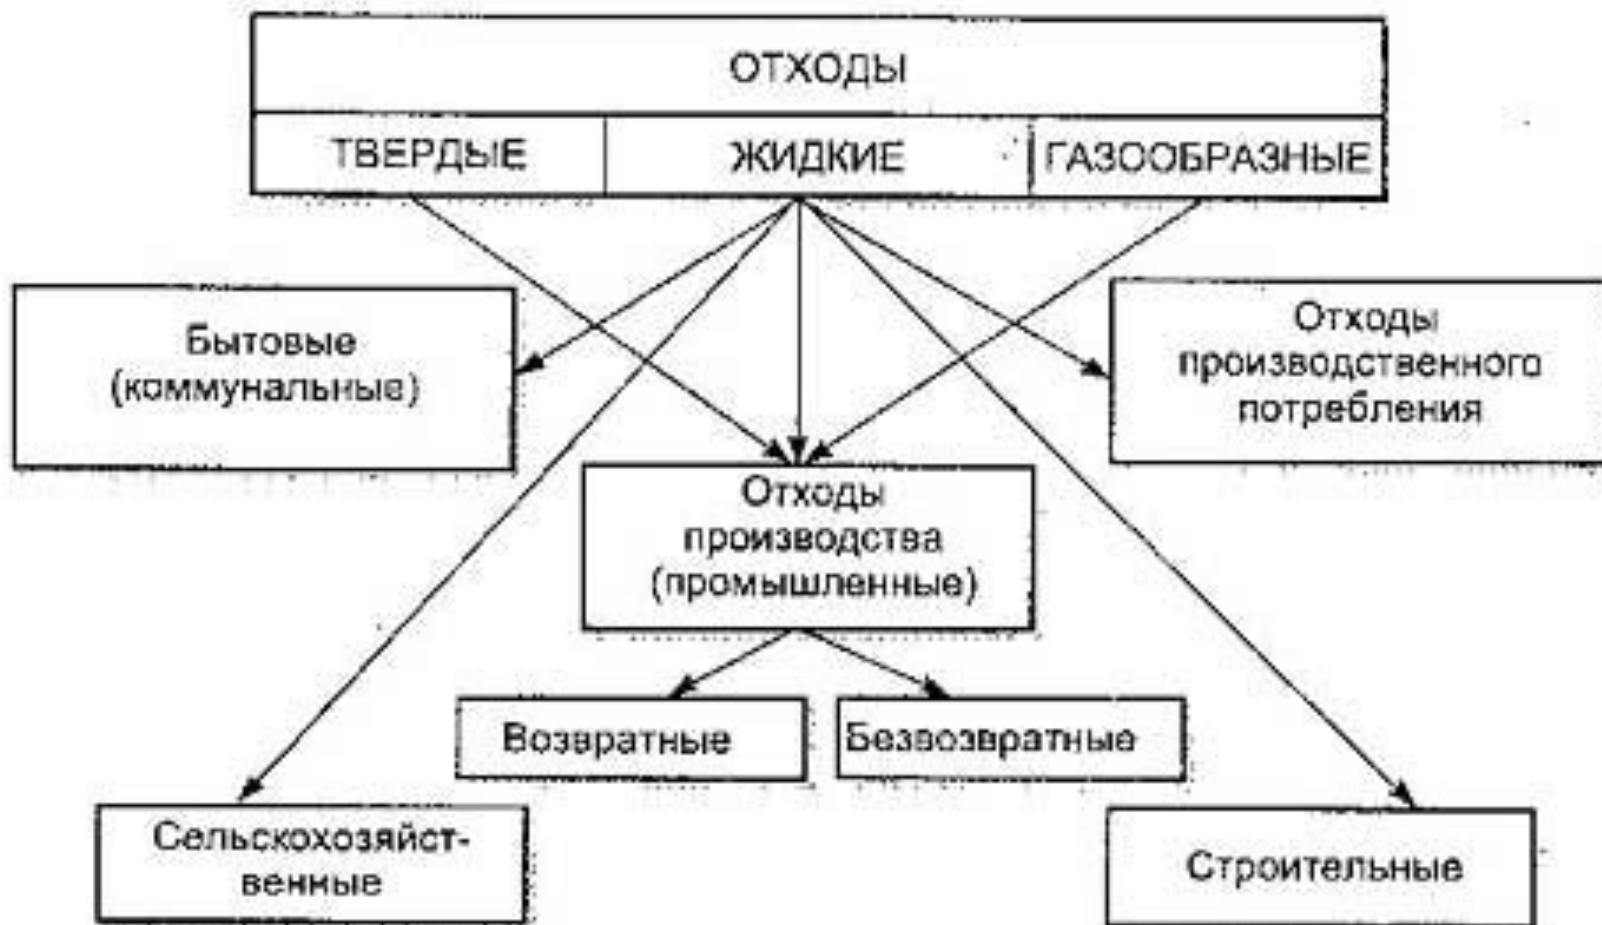 ОТХОДЫ
ТВЕРДЫЕ
ЖИДКИЕ
ГАЗООБРАЗНЫЕ
Бытовые
(коммунальные)
Отходы
производственного
потребления
Отходы
производства
(промышленные)
Возвратные
Безвозвратные
Сельскохозяйст-
венные
Строительные